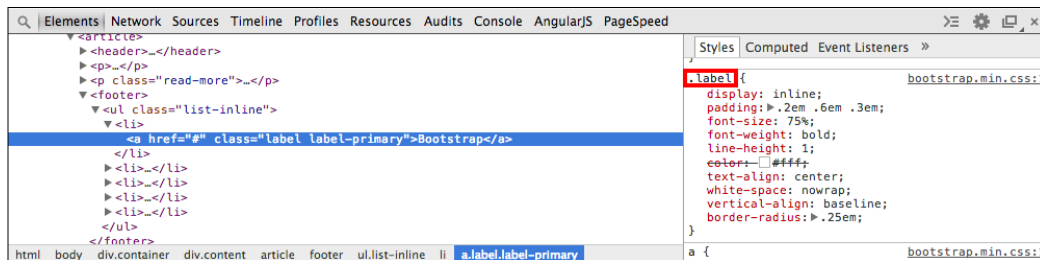 Elements Network Sources Timeline Profiles Resources Audits Console AngularJS PageSpeed
▼<article>
▶<header>…</header>
▶<p>…</p>
▶<p class="read-more">…</p>
▼<footer>
▼<ul class="list-inline">
▼<li>
<a href="#" class="label label-primary">Bootstrap</a>
</li>
▶<li>…</li>
▶<li>…</li>
▶<li>…</li>
▶<li>…</li>
</ul>
</footer>
html body div.container div.content article footer ul.list-inline li a.label.label-primary
Styles Computed Event Listeners »
}
.label { bootstrap.min.css:
display: inline;
padding:▶.2em .6em .3em;
font-size: 75%;
font-weight: bold;
line-height: 1;
color: #fff;
text-align: center;
white-space: nowrap;
vertical-align: baseline;
border-radius:▶.25em;
}
a { bootstrap.min.css: